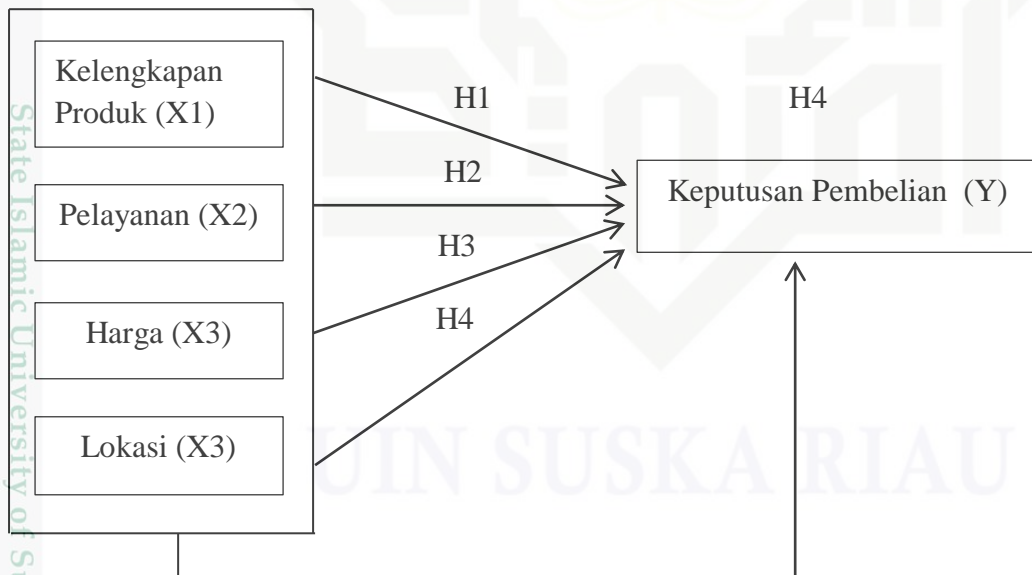 Kelengkapan
Produk (X1)
H1
H4
H2
Pelayanan (X2)
Keputusan Pembelian (Y)
H3
Harga (X3)
H4
Lokasi (X3)
UIN SUSKA RIAU
State Islamic University of